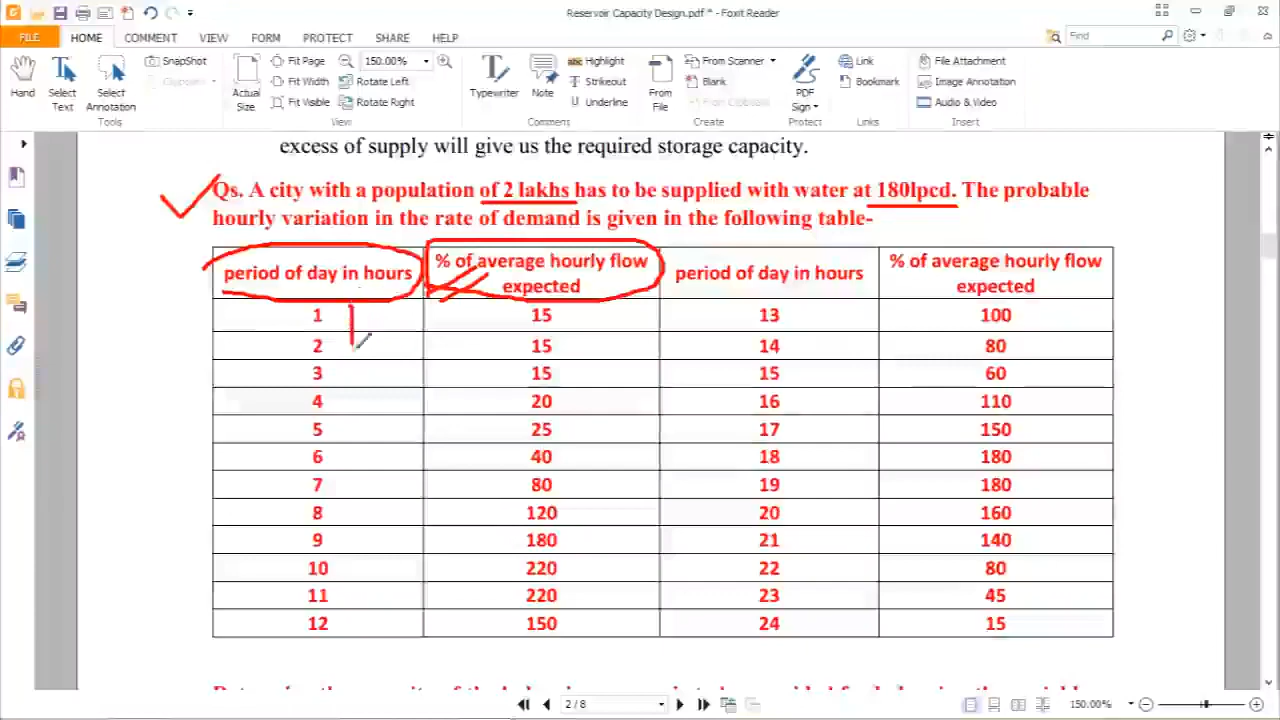 Reservoir Capacity Design.pdf * - Foxit Reader
FILE HOME COMMENT VIEW FORM PROTECT SHARE HELP Find
Hand
Select Text
Select Annotation
SnapShot
Clipboard
Tools
Actual Size
Fit Page
Fit Width
Fit Visible
150.00%
Rotate Left
Rotate Right
View
Typewriter
Note
Highlight
Strikeout
Underline
Comment
From File
From Scanner
Blank
From Clipboard
Create
PDF Sign
Protect
Link
Bookmark
Links
File Attachment
Image Annotation
Audio & Video
Insert
excess of supply will give us the required storage capacity.
Qs. A city with a population of 2 lakhs has to be supplied with water at 180lpcd. The probable
hourly variation in the rate of demand is given in the following table-
period of day in hours % of average hourly flow expected period of day in hours % of average hourly flow expected
1 15 13 100
2 15 14 80
3 15 15 60
4 20 16 110
5 25 17 150
6 40 18 180
7 80 19 180
8 120 20 160
9 180 21 140
10 220 22 80
11 220 23 45
12 150 24 15
2 / 8 150.00%